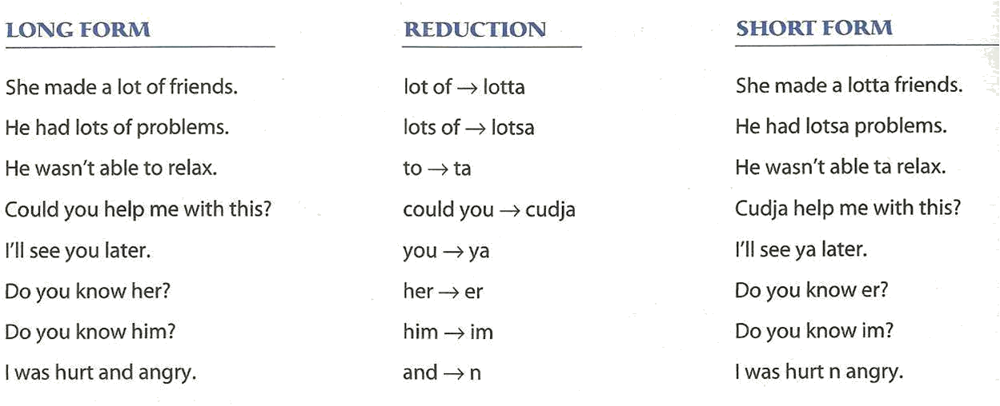 LONG FORM REDUCTION SHORT FORM
She made a lot of friends. lot of → lotta She made a lotta friends.
He had lots of problems. lots of → lotsa He had lotsa problems.
He wasn't able to relax. to → ta He wasn't able ta relax.
Could you help me with this? could you → cudja Cudja help me with this?
I'll see you later. you → ya I'll see ya later.
Do you know her? her → er Do you know er?
Do you know him? him → im Do you know im?
I was hurt and angry. and → n I was hurt n angry.